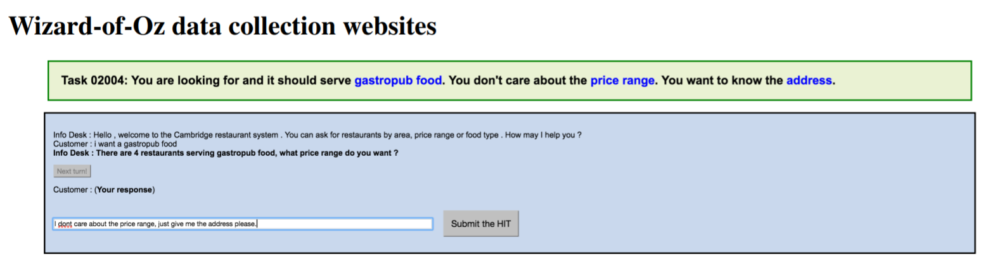 Wizard-of-Oz data collection websites
Task 02004: You are looking for and it should serve gastropub food. You don't care about the price range. You want to know the address.
Info Desk : Hello , welcome to the Cambridge restaurant system . You can ask for restaurants by area, price range or food type . How may I help you ?
Customer : i want a gastropub food
Info Desk : There are 4 restaurants serving gastropub food, what price range do you want ?
Next turn!
Customer : (Your response)
I dont care about the price range, just give me the address please.
Submit the HIT